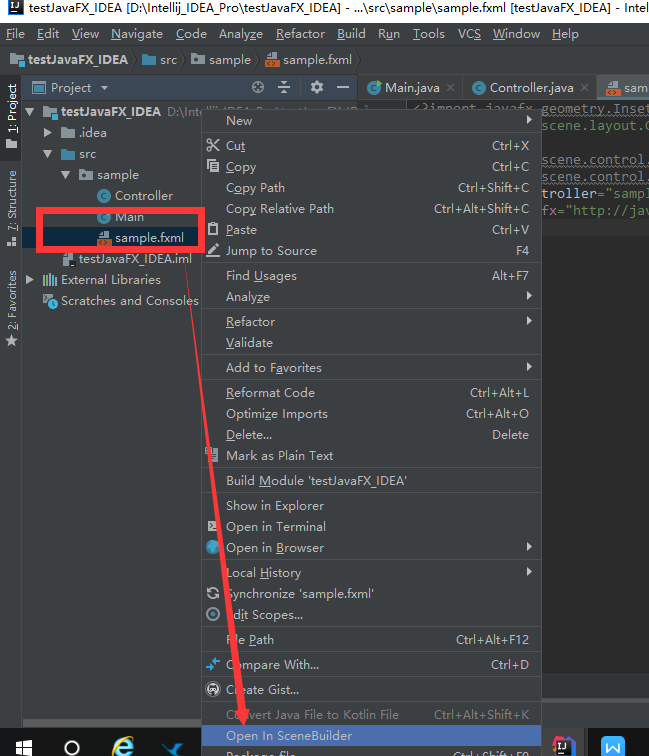 testJavaFX_IDEA [D:\Intellij_IDEA_Pro\testJavaFX_IDEA] - ...\src\sample\sample.fxml [testJavaFX_IDEA] - Intel
File Edit View Navigate Code Analyze Refactor Build Run Tools VCS Window Help
testJavaFX_IDEA src sample sample.fxml
Project Main.java Controller.java sam
1: Project
7: Structure
2: Favorites
testJavaFX_IDEA
.idea
src
sample
Controller
Main
sample.fxml
testJavaFX_IDEA.iml
External Libraries
Scratches and Consoles
<?import javafx.geometry.Inset
scene.layout.G
scene.control.
scene.control.
troller="sampl
fx="http://jav
New
Cut Ctrl+X
Copy Ctrl+C
Copy Path Ctrl+Shift+C
Copy Relative Path Ctrl+Alt+Shift+C
Paste Ctrl+V
Jump to Source F4
Find Usages Alt+F7
Analyze
Refactor
Validate
Add to Favorites
Reformat Code Ctrl+Alt+L
Optimize Imports Ctrl+Alt+O
Delete... Delete
Mark as Plain Text
Build Module 'testJavaFX_IDEA'
Show in Explorer
Open in Terminal
Open in Browser
Local History
Synchronize 'sample.fxml'
Edit Scopes...
File Path Ctrl+Alt+F12
Compare With... Ctrl+D
Create Gist...
Convert Java File to Kotlin File Ctrl+Alt+Shift+K
Open In SceneBuilder